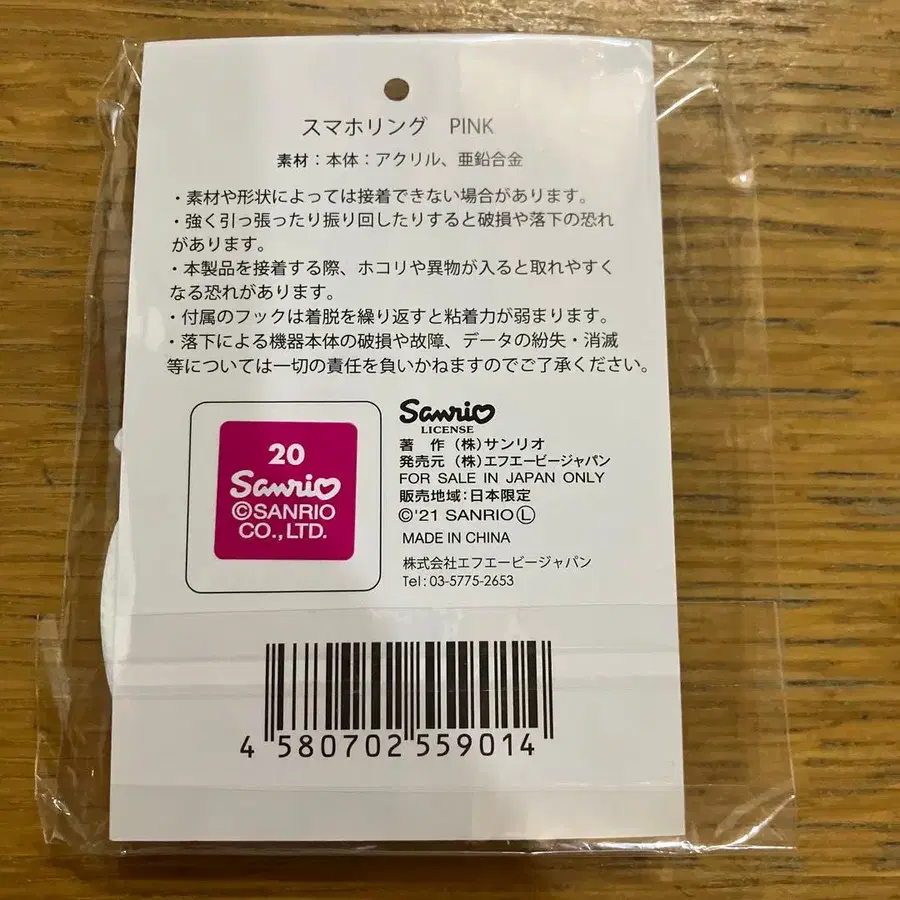 スマホリング　PINK
素材：本体：アクリル、亜鉛合金
・素材や形状によっては接着できない場合があります。
・強く引っ張ったり振り回したりすると破損や落下の恐れ
があります。
・本製品を接着する際、ホコリや異物が入ると取れやすく
なる恐れがあります。
・付属のフックは着脱を繰り返すと粘着力が弱まります。
・落下による機器本体の破損や故障、データの紛失・消滅
等については一切の責任を負いかねますのでご了承ください。
20
Sanrio
©SANRIO
CO.,LTD.
Sanrio
LICENSE
著　作（株）サンリオ
発売元（株）エフエービージャパン
FOR SALE IN JAPAN ONLY
販売地域：日本限定
©'21 SANRIO Ⓛ
MADE IN CHINA
株式会社エフエービージャパン
Tel：03-5775-2653
4 580702 559014